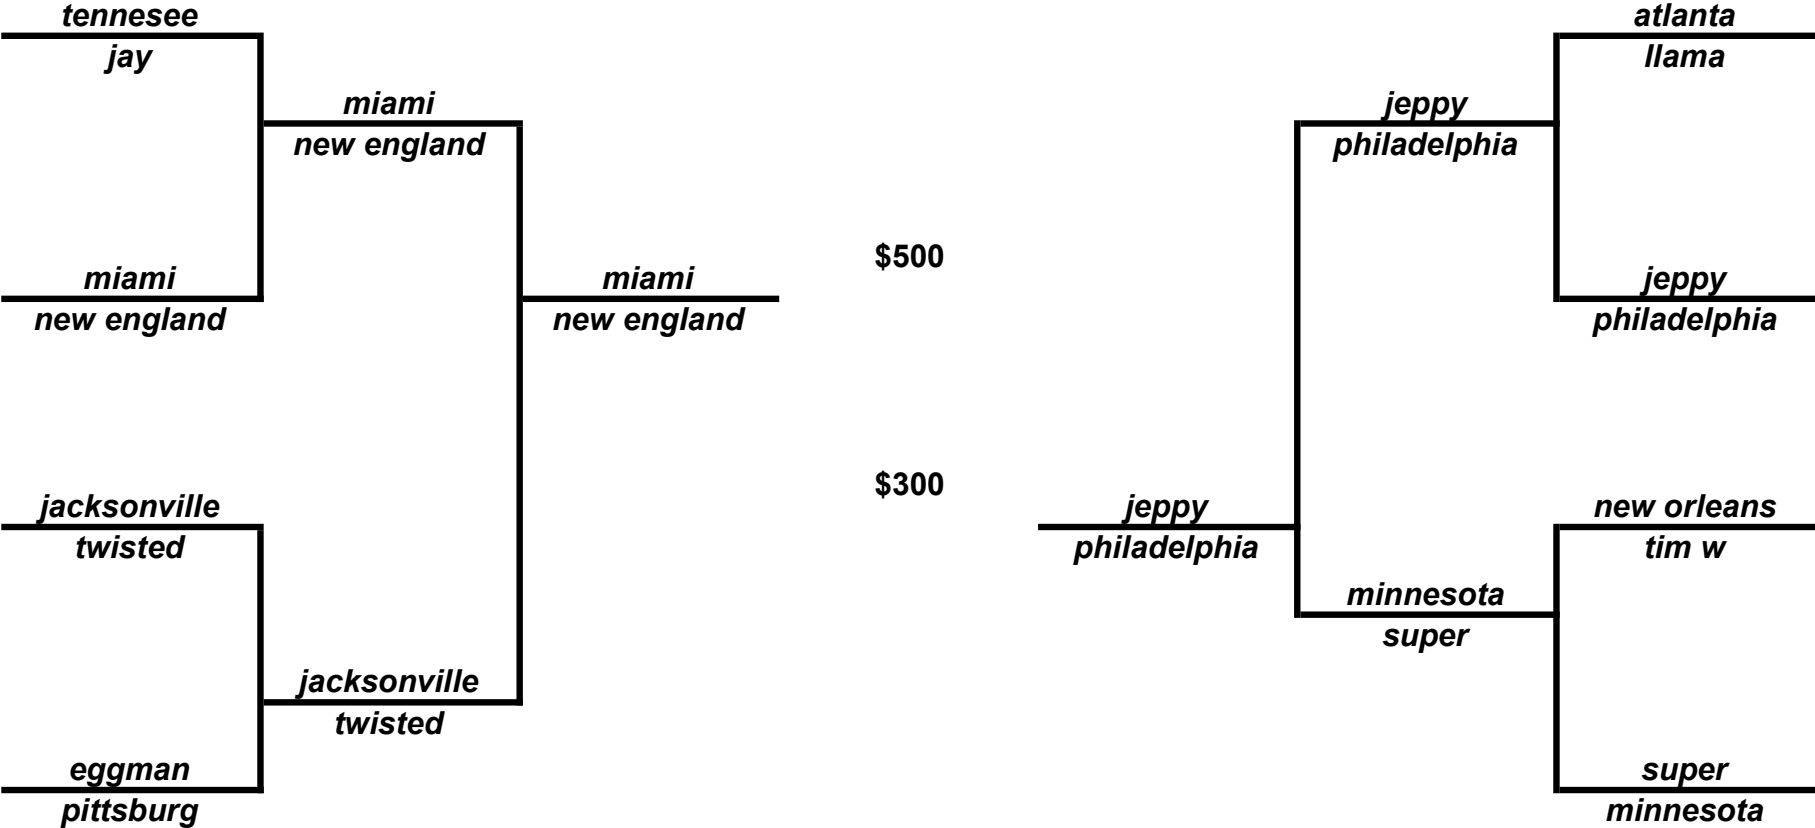 tennesee
jay
miami
new england
miami
new england
miami
new england
jacksonville
twisted
jacksonville
twisted
eggman
pittsburg
$500
$300
atlanta
llama
jeppy
philadelphia
jeppy
philadelphia
jeppy
philadelphia
new orleans
tim w
minnesota
super
super
minnesota